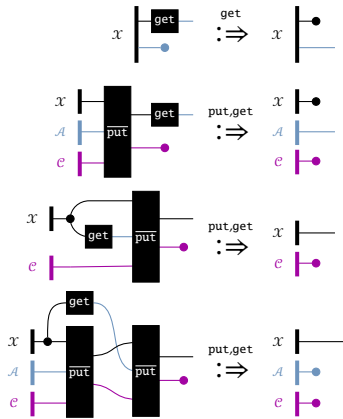 get get
𝒳 :⇒ 𝒳
𝒳 get put,get 𝒳
𝒜 put :⇒ 𝒜
𝒞 𝒞
put,get
𝒳 get put :⇒ 𝒳
𝒞 𝒞
get
𝒳 put,get 𝒳
𝒜 put put :⇒ 𝒜
𝒞 𝒞